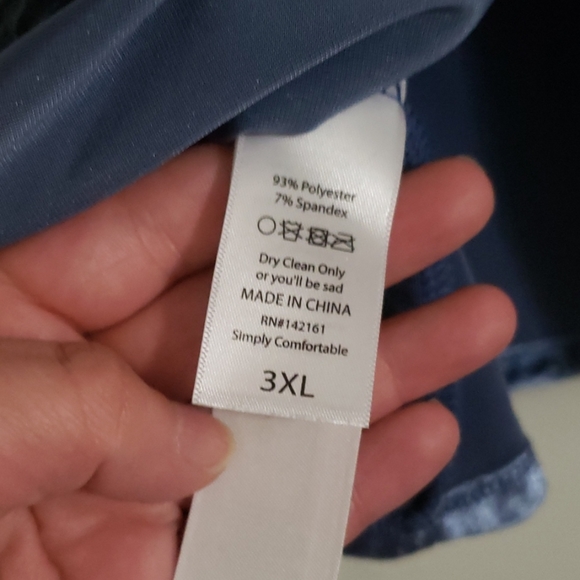 93% Polyester
7% Spandex
Dry Clean Only
or you'll be sad
MADE IN CHINA
RN#142161
Simply Comfortable
3XL